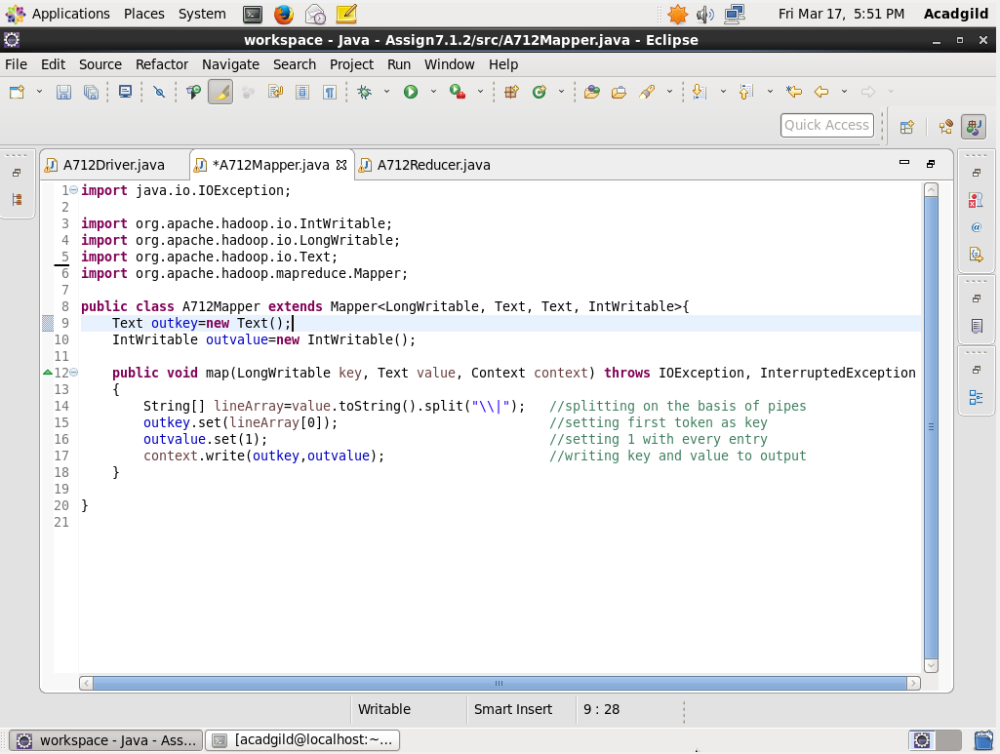 Applications Places System Fri Mar 17, 5:51 PM Acadgild
workspace - Java - Assign7.1.2/src/A712Mapper.java - Eclipse
File Edit Source Refactor Navigate Search Project Run Window Help
Quick Access
A712Driver.java *A712Mapper.java A712Reducer.java
1 import java.io.IOException;
2
3 import org.apache.hadoop.io.IntWritable;
4 import org.apache.hadoop.io.LongWritable;
5 import org.apache.hadoop.io.Text;
6 import org.apache.hadoop.mapreduce.Mapper;
7
8 public class A712Mapper extends Mapper<LongWritable, Text, Text, IntWritable>{
9 Text outkey=new Text();
10 IntWritable outvalue=new IntWritable();
11
12 public void map(LongWritable key, Text value, Context context) throws IOException, InterruptedException
13 {
14 String[] lineArray=value.toString().split("\\|"); //splitting on the basis of pipes
15 outkey.set(lineArray[0]); //setting first token as key
16 outvalue.set(1); //setting 1 with every entry
17 context.write(outkey,outvalue); //writing key and value to output
18 }
19
20 }
21
Writable Smart Insert 9 : 28
workspace - Java - Ass... [acadgild@localhost:~...